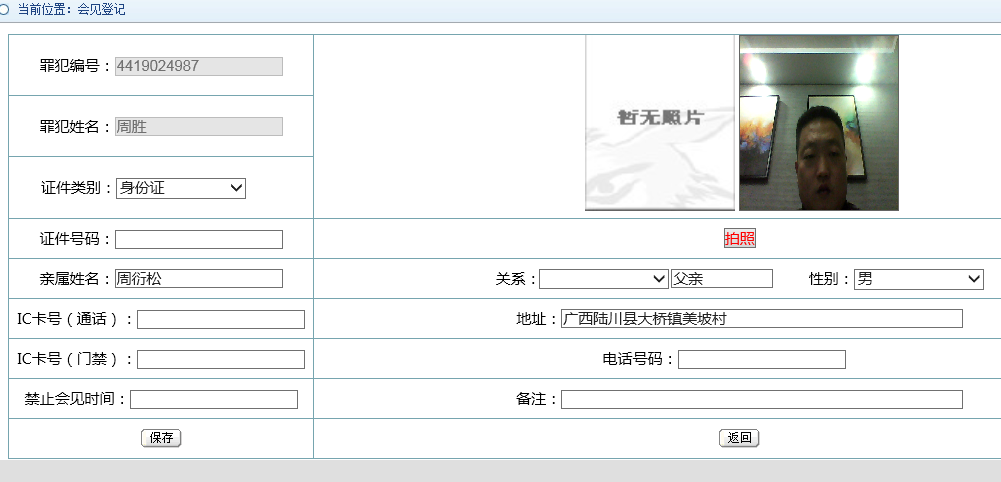 当前位置：会见登记
罪犯编号：4419024987
罪犯姓名：周胜
暂无照片
证件类别：身份证
证件号码：
拍照
亲属姓名：周衍松
关系：父亲 性别：男
IC卡号（通话）：
地址：广西陆川县大桥镇美坡村
IC卡号（门禁）：
电话号码：
禁止会见时间：
备注：
保存
返回